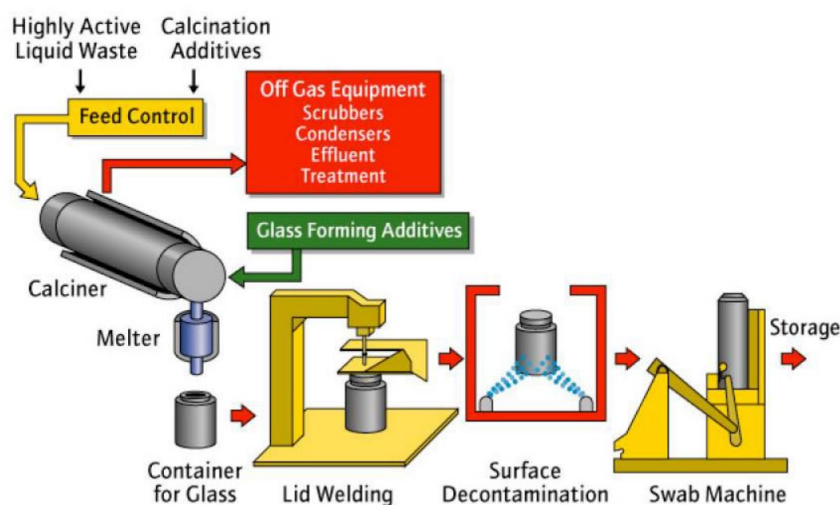 Highly Active
Liquid Waste
Calcination
Additives
Feed Control
Off Gas Equipment
Scrubbers
Condensers
Effluent
Treatment
Glass Forming Additives
Calciner
Melter
Storage
Container
for Glass
Lid Welding
Surface
Decontamination
Swab Machine